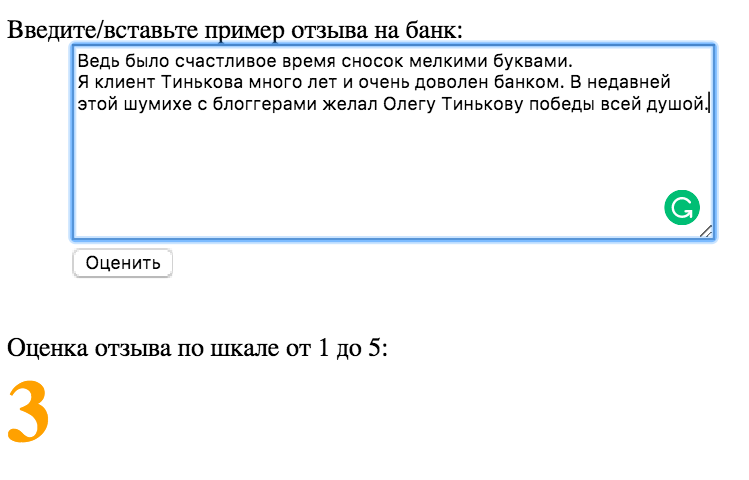 Введите/вставьте пример отзыва на банк:
Ведь было счастливое время сносок мелкими буквами.
Я клиент Тинькова много лет и очень доволен банком. В недавней
этой шумихе с блоггерами желал Олегу Тинькову победы всей душой.
Оценить
Оценка отзыва по шкале от 1 до 5:
3